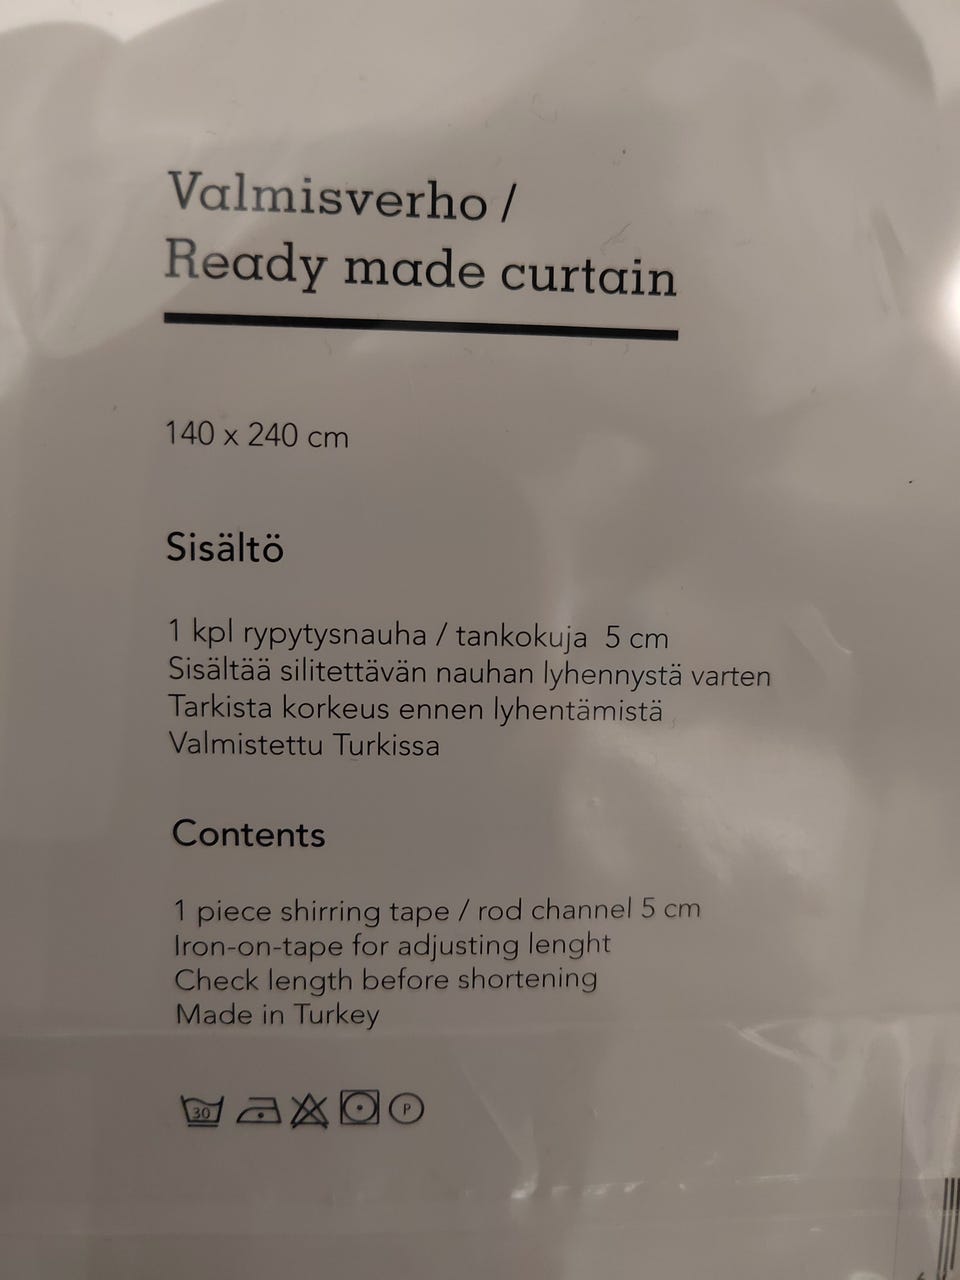 Valmisverho /
Ready made curtain
140 x 240 cm
Sisältö
1 kpl rypytysnauha / tankokuja 5 cm
Sisältää silitettävän nauhan lyhennystä varten
Tarkista korkeus ennen lyhentämistä
Valmistettu Turkissa
Contents
1 piece shirring tape / rod channel 5 cm
Iron-on-tape for adjusting lenght
Check length before shortening
Made in Turkey
30 P